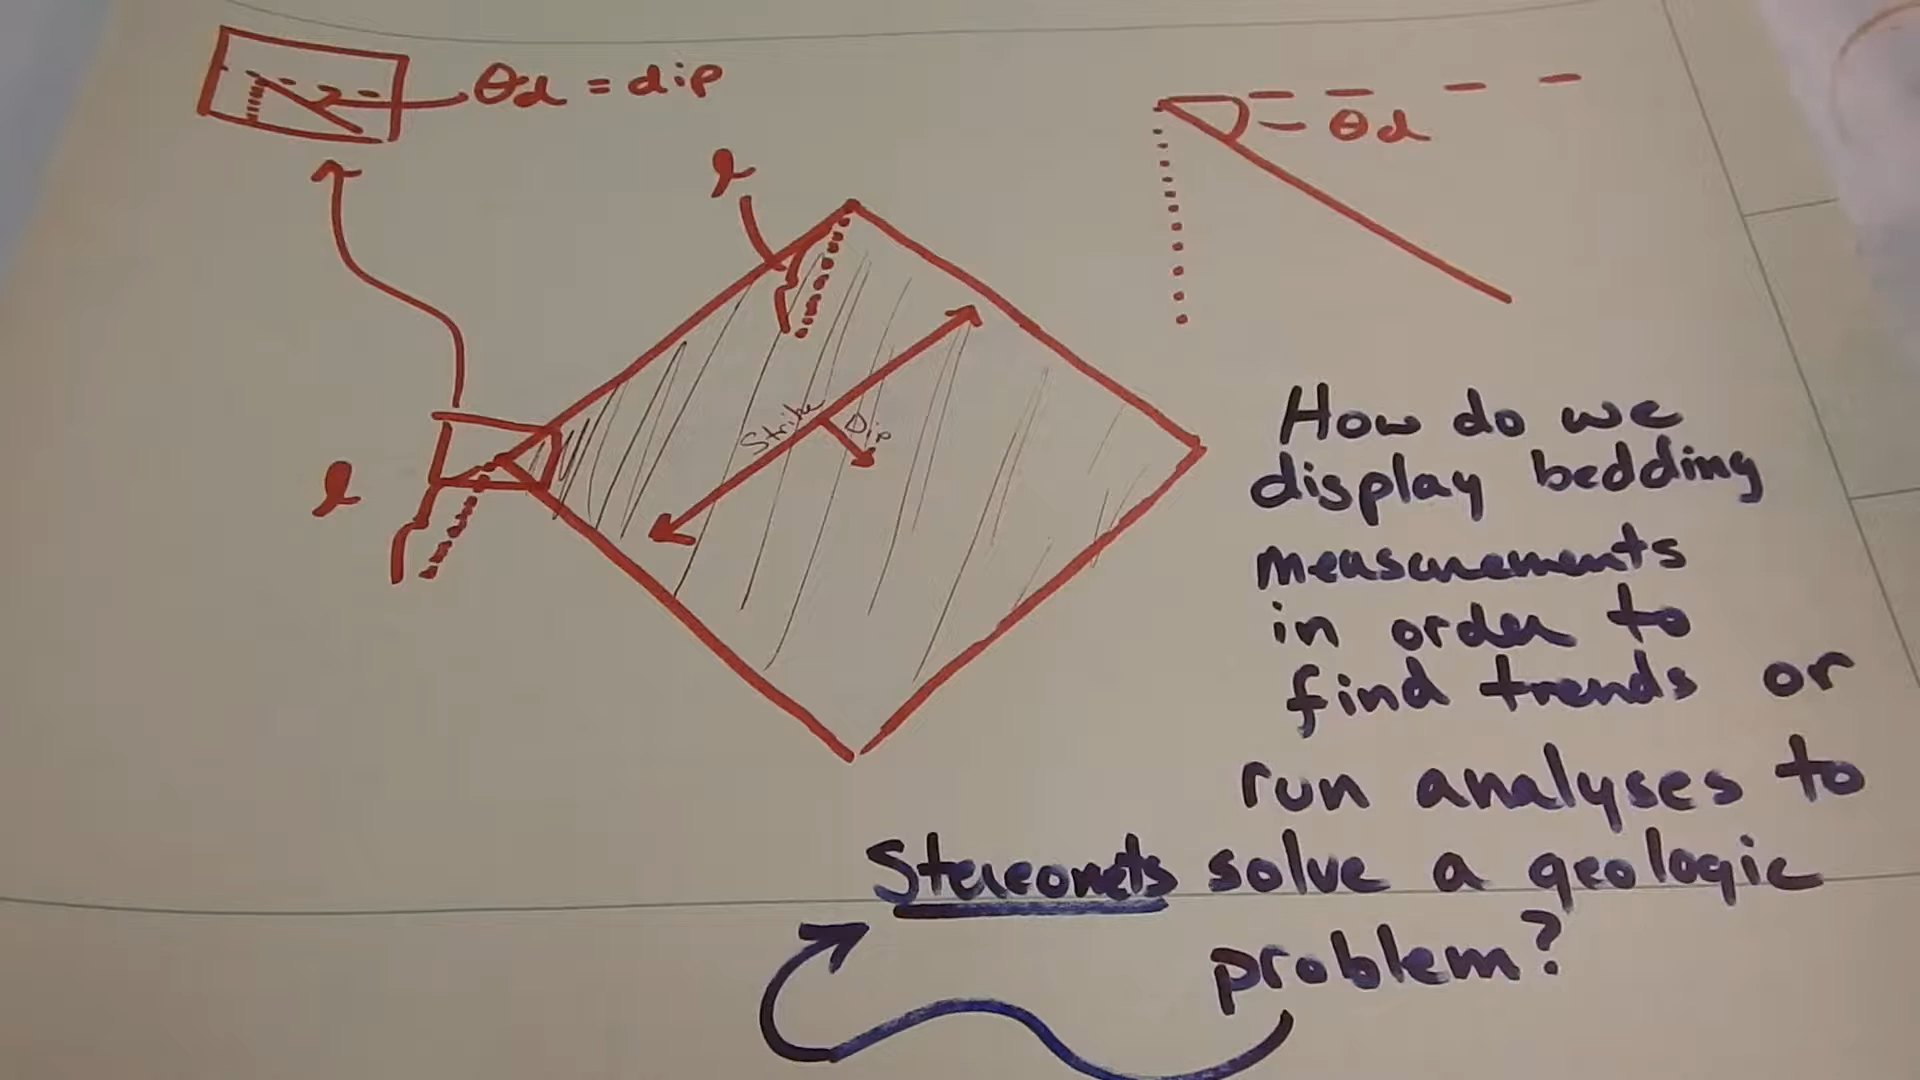 θd = dip
l
θd
l
Strike
Dip
How do we
display bedding
measurements
in order to
find trends or
run analyses to
solve a geologic
problem?
Stereonets